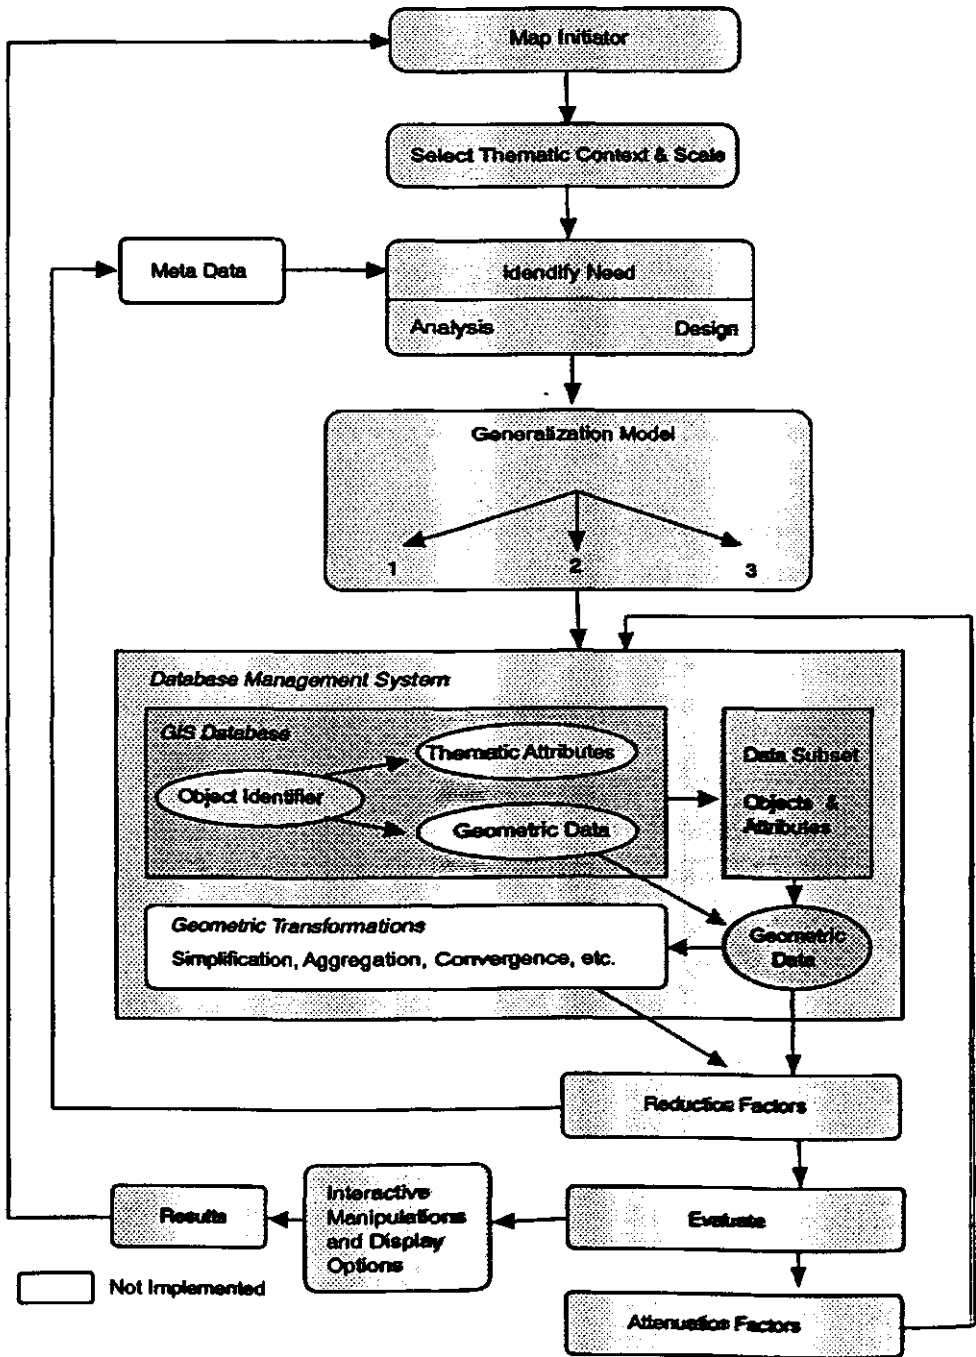 Map Initiator
Select Thematic Context & Scale
Meta Data
Identify Need
Analysis
Design
Generalization Model
1
2
3
Database Management System
GIS Database
Thematic Attributes
Object Identifier
Geometric Data
Data Subset
Objects &
Attributes
Geometric Transformations
Simplification, Aggregation, Convergence, etc.
Geometric
Data
Reduction Factors
Results
Interactive
Manipulations
and Display
Options
Evaluate
Not Implemented
Attenuation Factors